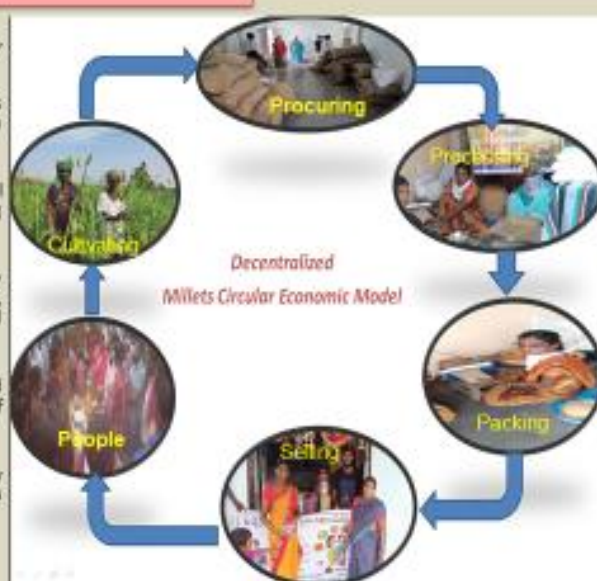 Procuring
Processing
Cultivating
Decentralized
Millets Circular Economic Model
People
Packing
Selling